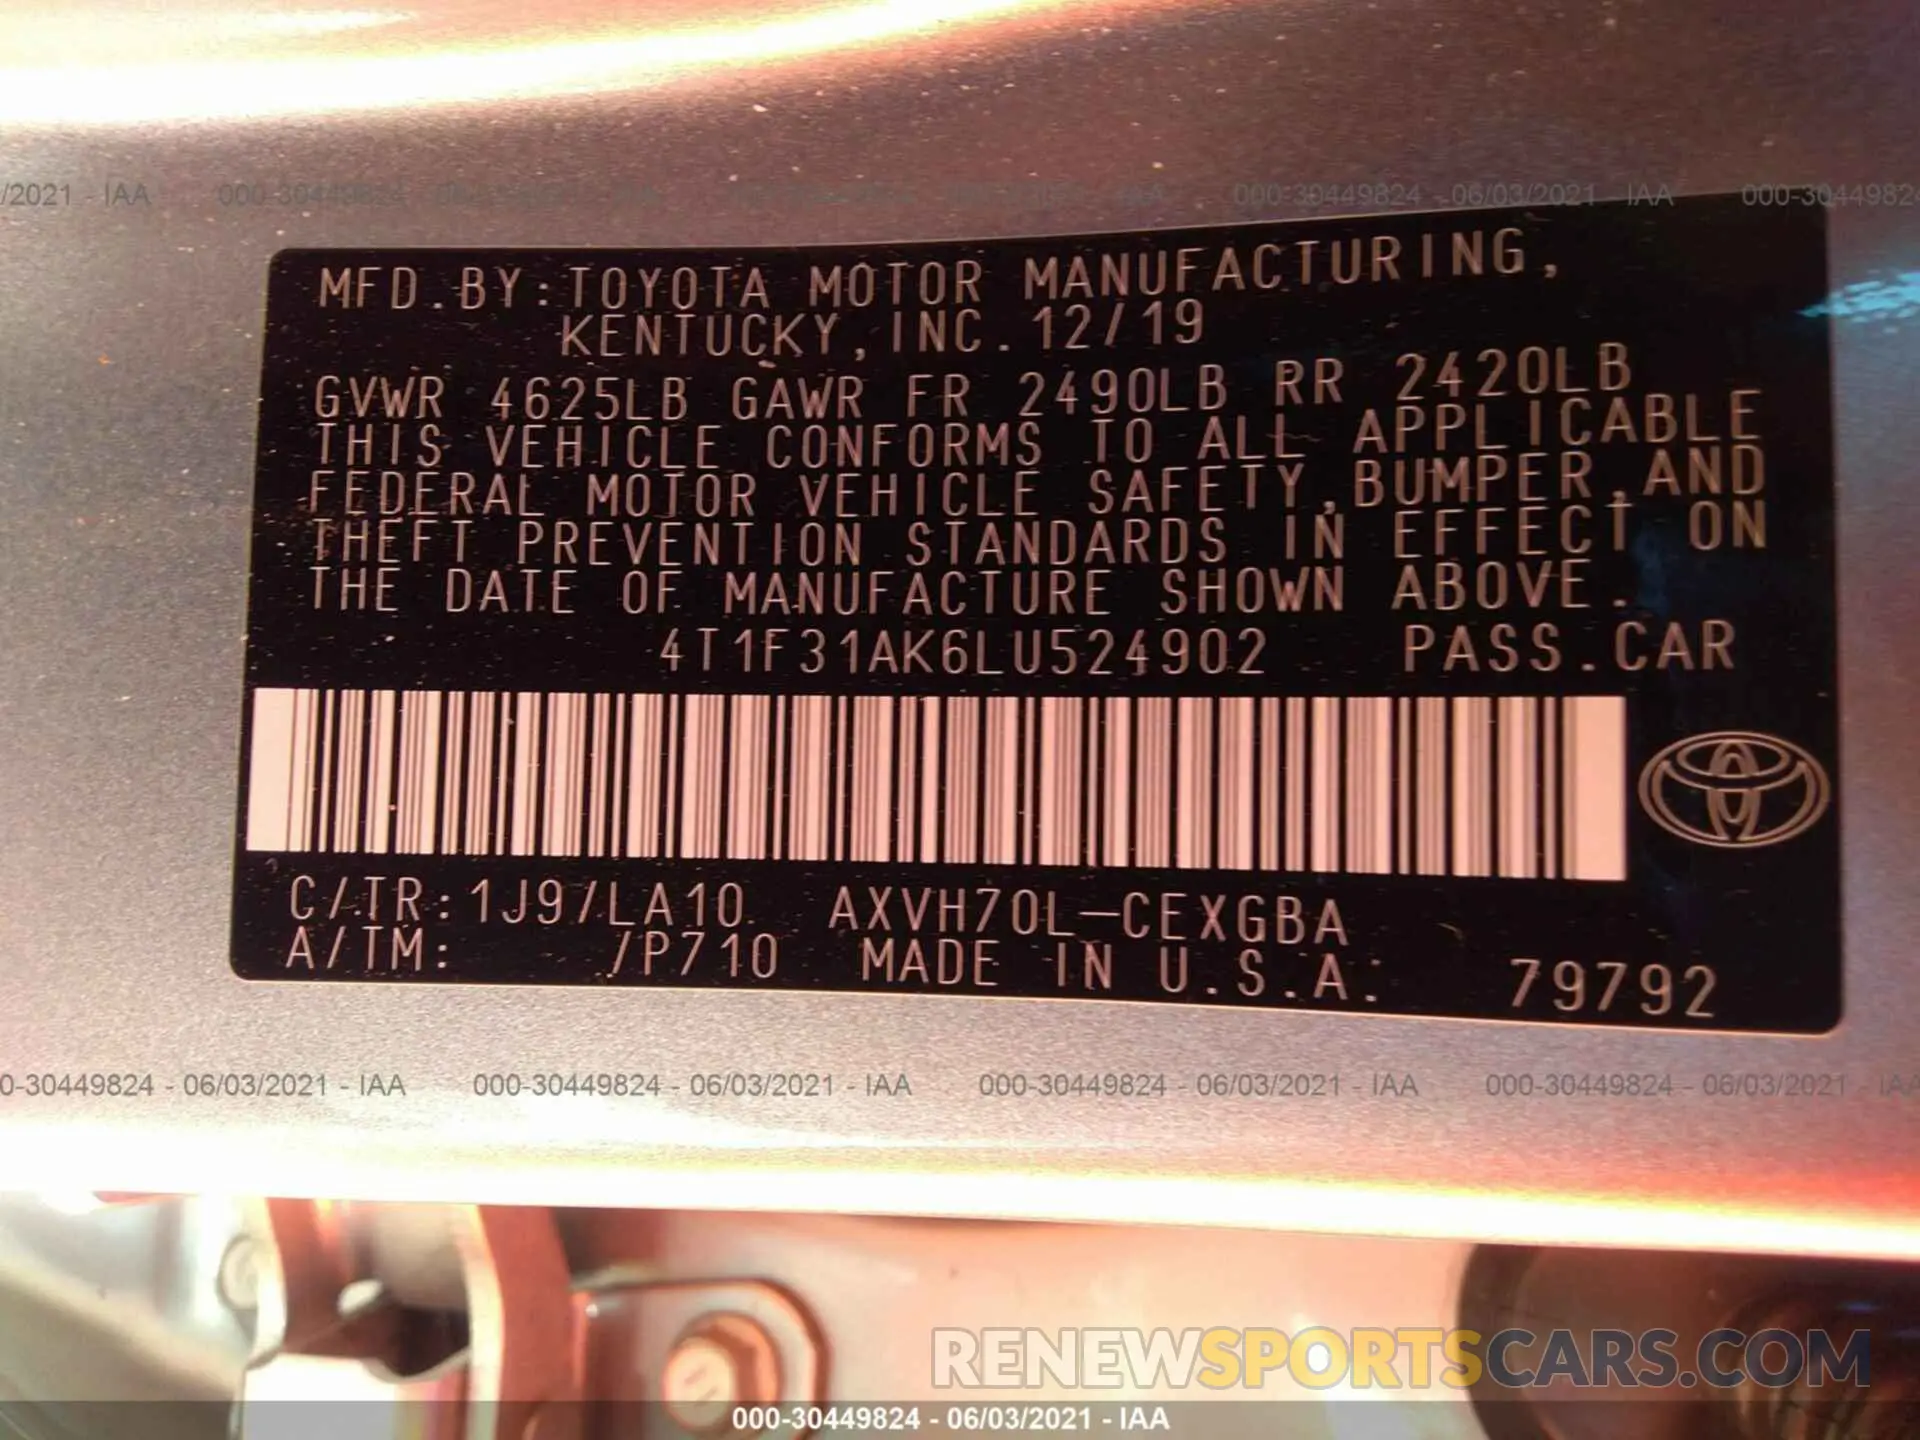 /2021 - IAA 000-30449824 000-30449824 - 06/03/2021 - IAA 000-30449824
MFD.BY:TOYOTA MOTOR MANUFACTURING,
KENTUCKY,INC.12/19
GVWR 4625LB GAWR FR 2490LB RR 2420LB
THIS VEHICLE CONFORMS TO ALL APPLICABLE
FEDERAL MOTOR VEHICLE SAFETY,BUMPER,AND
THEFT PREVENTION STANDARDS IN EFFECT ON
THE DATE OF MANUFACTURE SHOWN ABOVE.
4T1F31AK6LU524902 PASS.CAR
C/TR:1J9/LA10 AXVH70L-CEXGBA
A/TM: /P710 MADE IN U.S.A. 79792
0-30449824 - 06/03/2021 - IAA 000-30449824 - 06/03/2021 - IAA 000-30449824 - 06/03/2021 - IAA 000-30449824 - 06/03/2021 - IAA
RENEWSPORTSCARS.COM
000-30449824 - 06/03/2021 - IAA